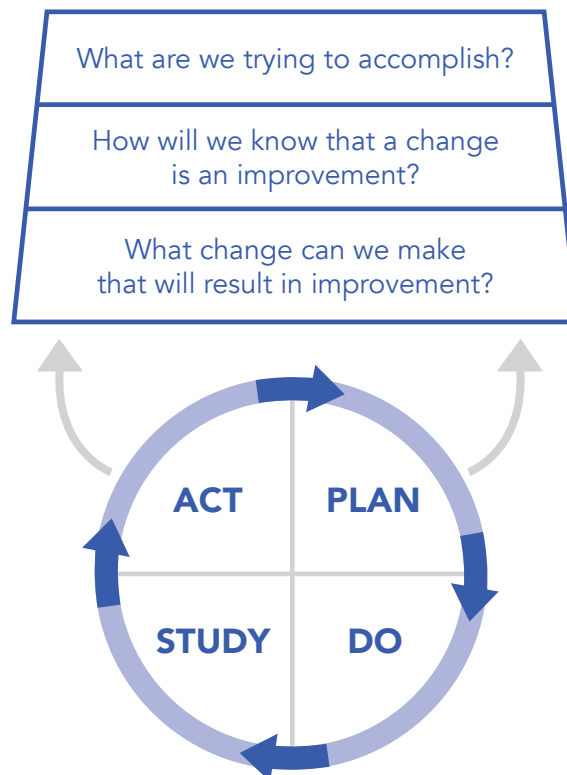 What are we trying to accomplish?
How will we know that a change
is an improvement?
What change can we make
that will result in improvement?
ACT
PLAN
STUDY
DO